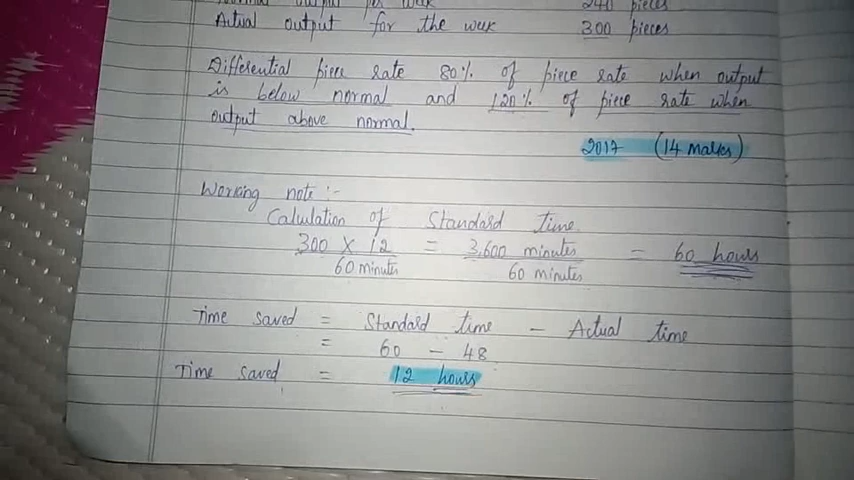 240 pieces
Actual output for the week 300 pieces
Differential piece rate 80% of piece rate when output
is below normal and 120% of piece rate when
output above normal.
2017 (14 marks)
Working note :-
Calculation of Standard time
300 X 12 = 3,600 minutes = 60 hours
60 minutes 60 minutes
Time saved = Standard time - Actual time
= 60 - 48
Time saved = 12 hours